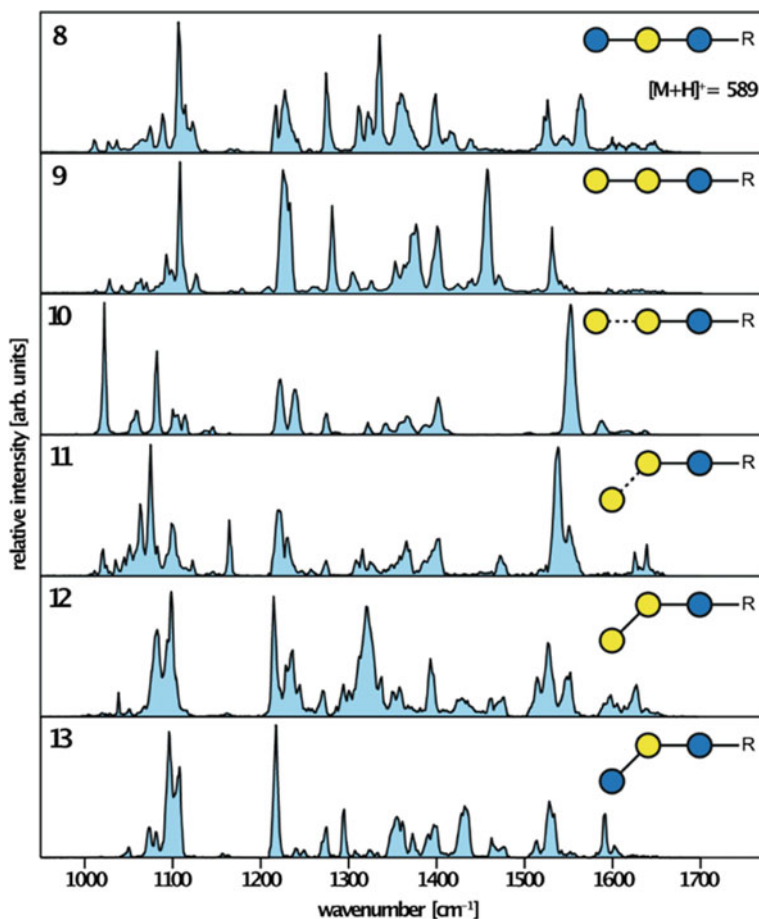 8
R
[M+H]⁺ = 589
9
R
10
R
11
R
12
R
13
R
relative intensity [arb. units]
1000 1100 1200 1300 1400 1500 1600 1700
wavenumber [cm⁻¹]